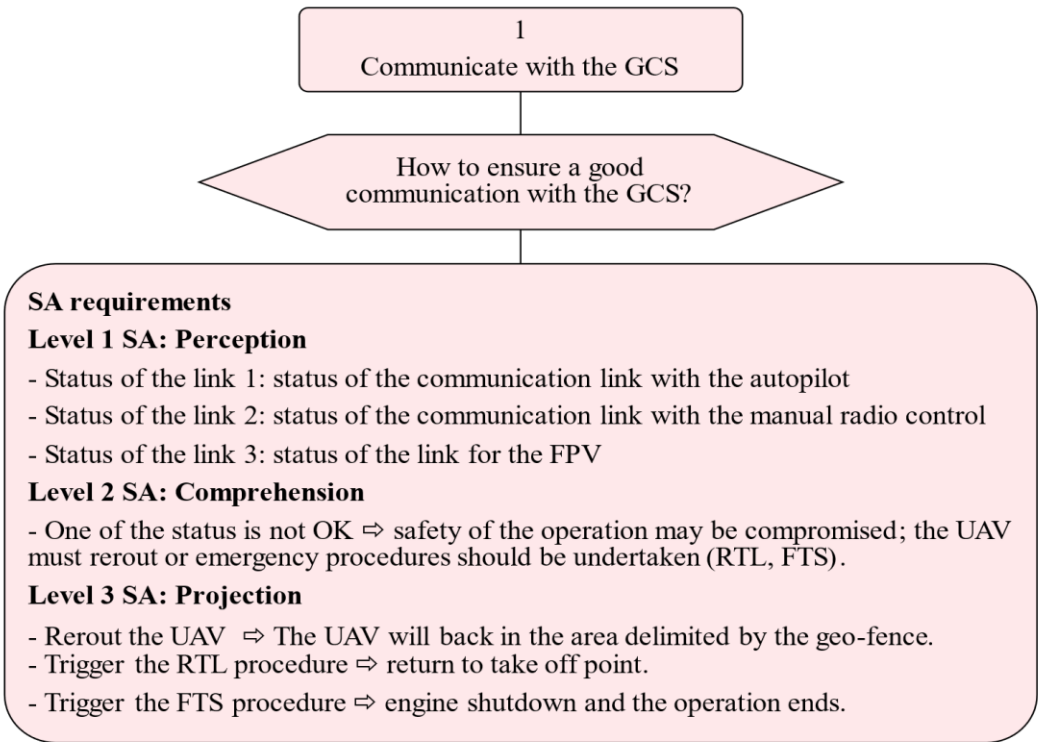 1
Communicate with the GCS
How to ensure a good
communication with the GCS?
SA requirements
Level 1 SA: Perception
- Status of the link 1: status of the communication link with the autopilot
- Status of the link 2: status of the communication link with the manual radio control
- Status of the link 3: status of the link for the FPV
Level 2 SA: Comprehension
- One of the status is not OK ⇨ safety of the operation may be compromised; the UAV
must rerout or emergency procedures should be undertaken (RTL, FTS).
Level 3 SA: Projection
- Rerout the UAV ⇨ The UAV will back in the area delimited by the geo-fence.
- Trigger the RTL procedure ⇨ return to take off point.
- Trigger the FTS procedure ⇨ engine shutdown and the operation ends.